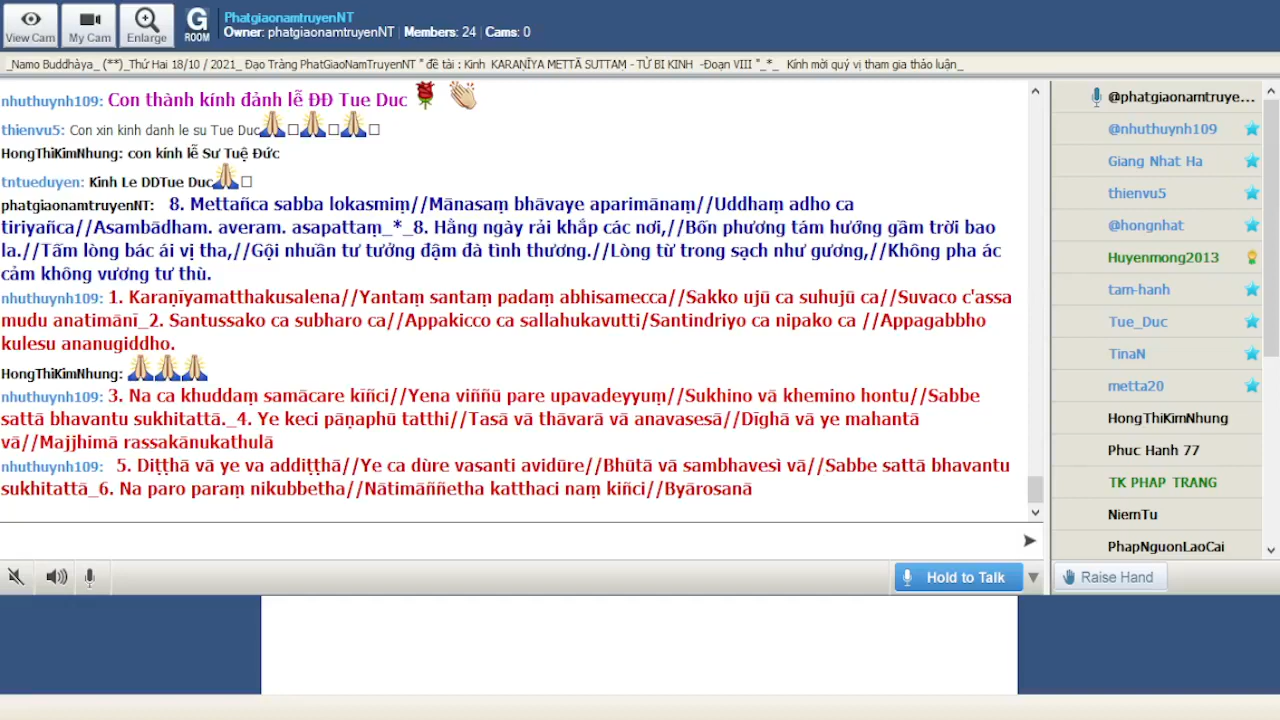 View Cam
My Cam
Enlarge
G
ROOM
PhatgiaonamtruyenNT
Owner: phatgiaonamtruyenNT | Members: 24 | Cams: 0
_Namo Buddhàya_ (**)_Thứ Hai 18/10 / 2021_ Đạo Tràng PhatGiaoNamTruyenNT " đề tài : Kinh KARAṆĪYA METTĀ SUTTAM - TỪ BI KINH -Đoạn VIII "_*_ Kính mời quý vị tham gia thảo luận_
nhuthuynh109: Con thành kính đảnh lễ ĐĐ Tue Duc
thienvu5: Con xin kinh danh le su Tue Duc
HongThiKimNhung: con kính lễ Sư Tuệ Đức
tntueduyen: Kinh Le DDTue Duc
phatgiaonamtruyenNT: 8. Mettañca sabba lokasmiṃ//Mānasaṃ bhāvaye aparimānaṃ//Uddhaṃ adho ca
tiriyañca//Asambādham. averam. asapattaṃ_*_8. Hằng ngày rải khắp các nơi,//Bốn phương tám hướng gầm trời bao
la.//Tấm lòng bác ái vị tha,//Gội nhuần tư tưởng đậm đà tình thương.//Lòng từ trong sạch như gương,//Không pha ác
cảm không vương tư thù.
nhuthuynh109: 1. Karaṇīyamatthakusalena//Yantaṃ santaṃ padaṃ abhisamecca//Sakko ujū ca suhujū ca//Suvaco c'assa
mudu anatimānī_2. Santussako ca subharo ca//Appakicco ca sallahukavutti/Santindriyo ca nipako ca //Appagabbho
kulesu ananugiddho.
HongThiKimNhung:
nhuthuynh109: 3. Na ca khuddaṃ samācare kiñci//Yena viññū pare upavadeyyuṃ//Sukhino vā khemino hontu//Sabbe
sattā bhavantu sukhitattā._4. Ye keci pāṇaphū tatthi//Tasā vā thāvarā vā anavasesā//Dīghā vā ye mahantā
vā//Majjhimā rassakānukathulā
nhuthuynh109: 5. Diṭṭhā vā ye va addiṭṭhā//Ye ca dùre vasanti avidūre//Bhūtā vā sambhavesì vā//Sabbe sattā bhavantu
sukhitattā_6. Na paro paraṃ nikubbetha//Nātimāññetha katthaci naṃ kiñci//Byārosanā
@phatgiaonamtruye...
@nhuthuynh109
Giang Nhat Ha
thienvu5
@hongnhat
Huyenmong2013
tam-hanh
Tue_Duc
TinaN
metta20
HongThiKimNhung
Phuc Hanh 77
TK PHAP TRANG
NiemTu
PhapNguonLaoCai
Hold to Talk
Raise Hand